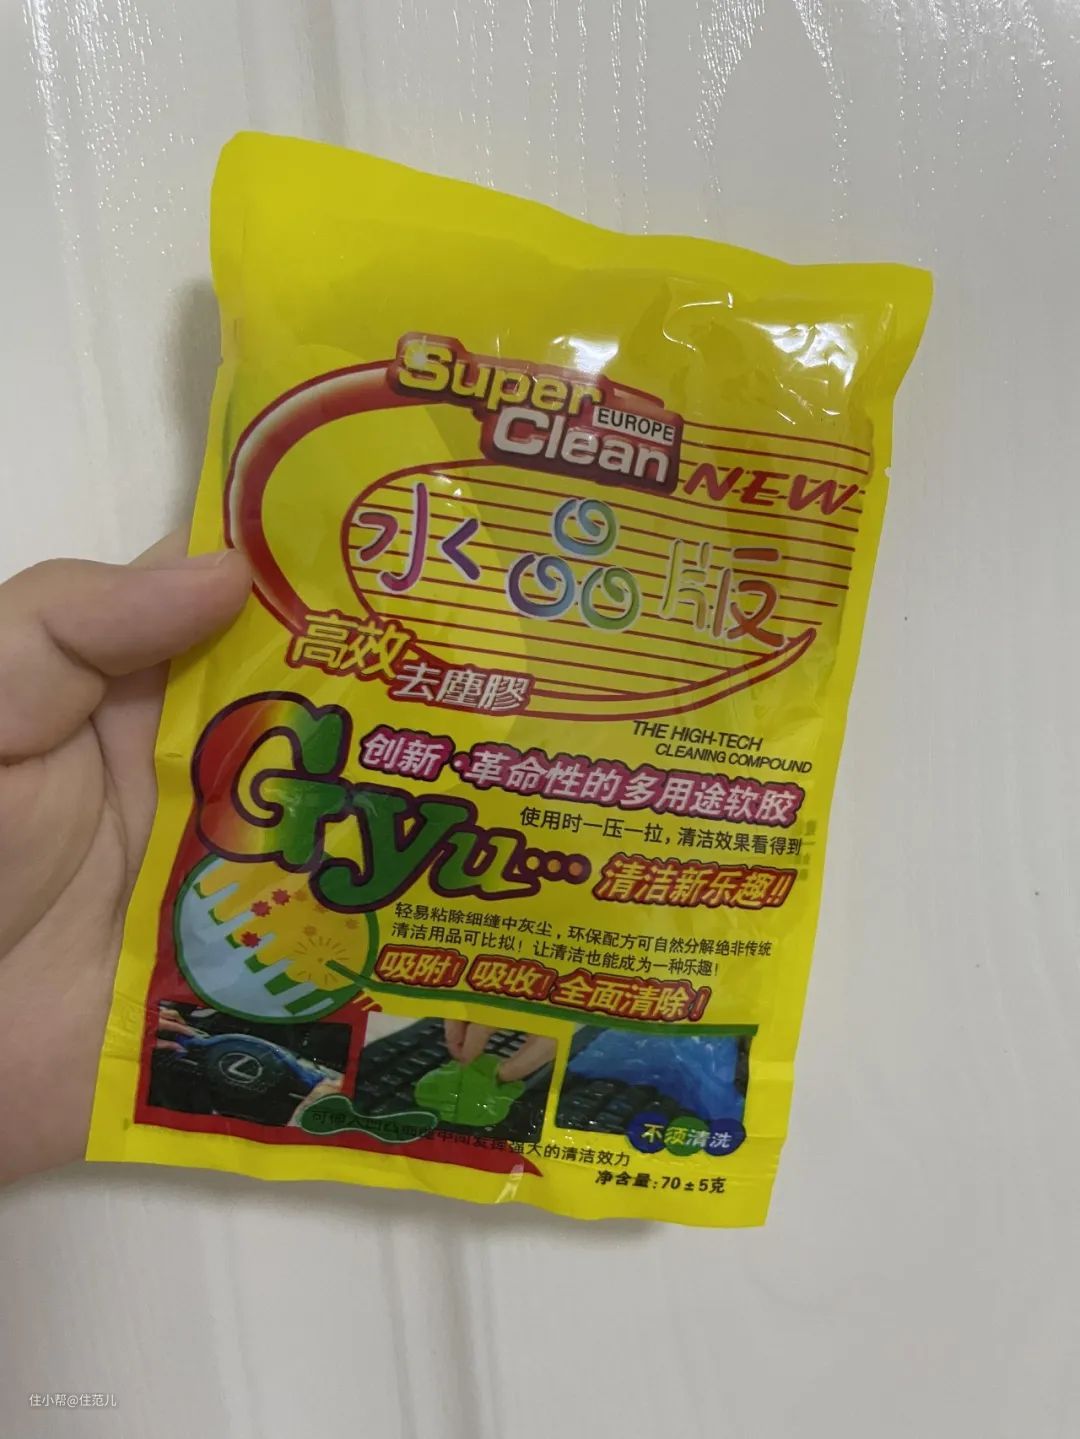 Super
Clean
EUROPE
NEW
水晶版
高效
去塵膠
THE HIGH-TECH
CLEANING COMPOUND
Gyu...
创新·革命性的多用途软胶
使用时一压一拉，清洁效果看得到
清洁新乐趣!!
轻易粘除细缝中灰尘，环保配方可自然分解绝非传统
清洁用品可比拟！让清洁也能成为一种乐趣！
吸附！吸收！全面清除！
不须清洗
中间发挥强大的清洁效力
净含量：70±5克
住小帮@住范儿